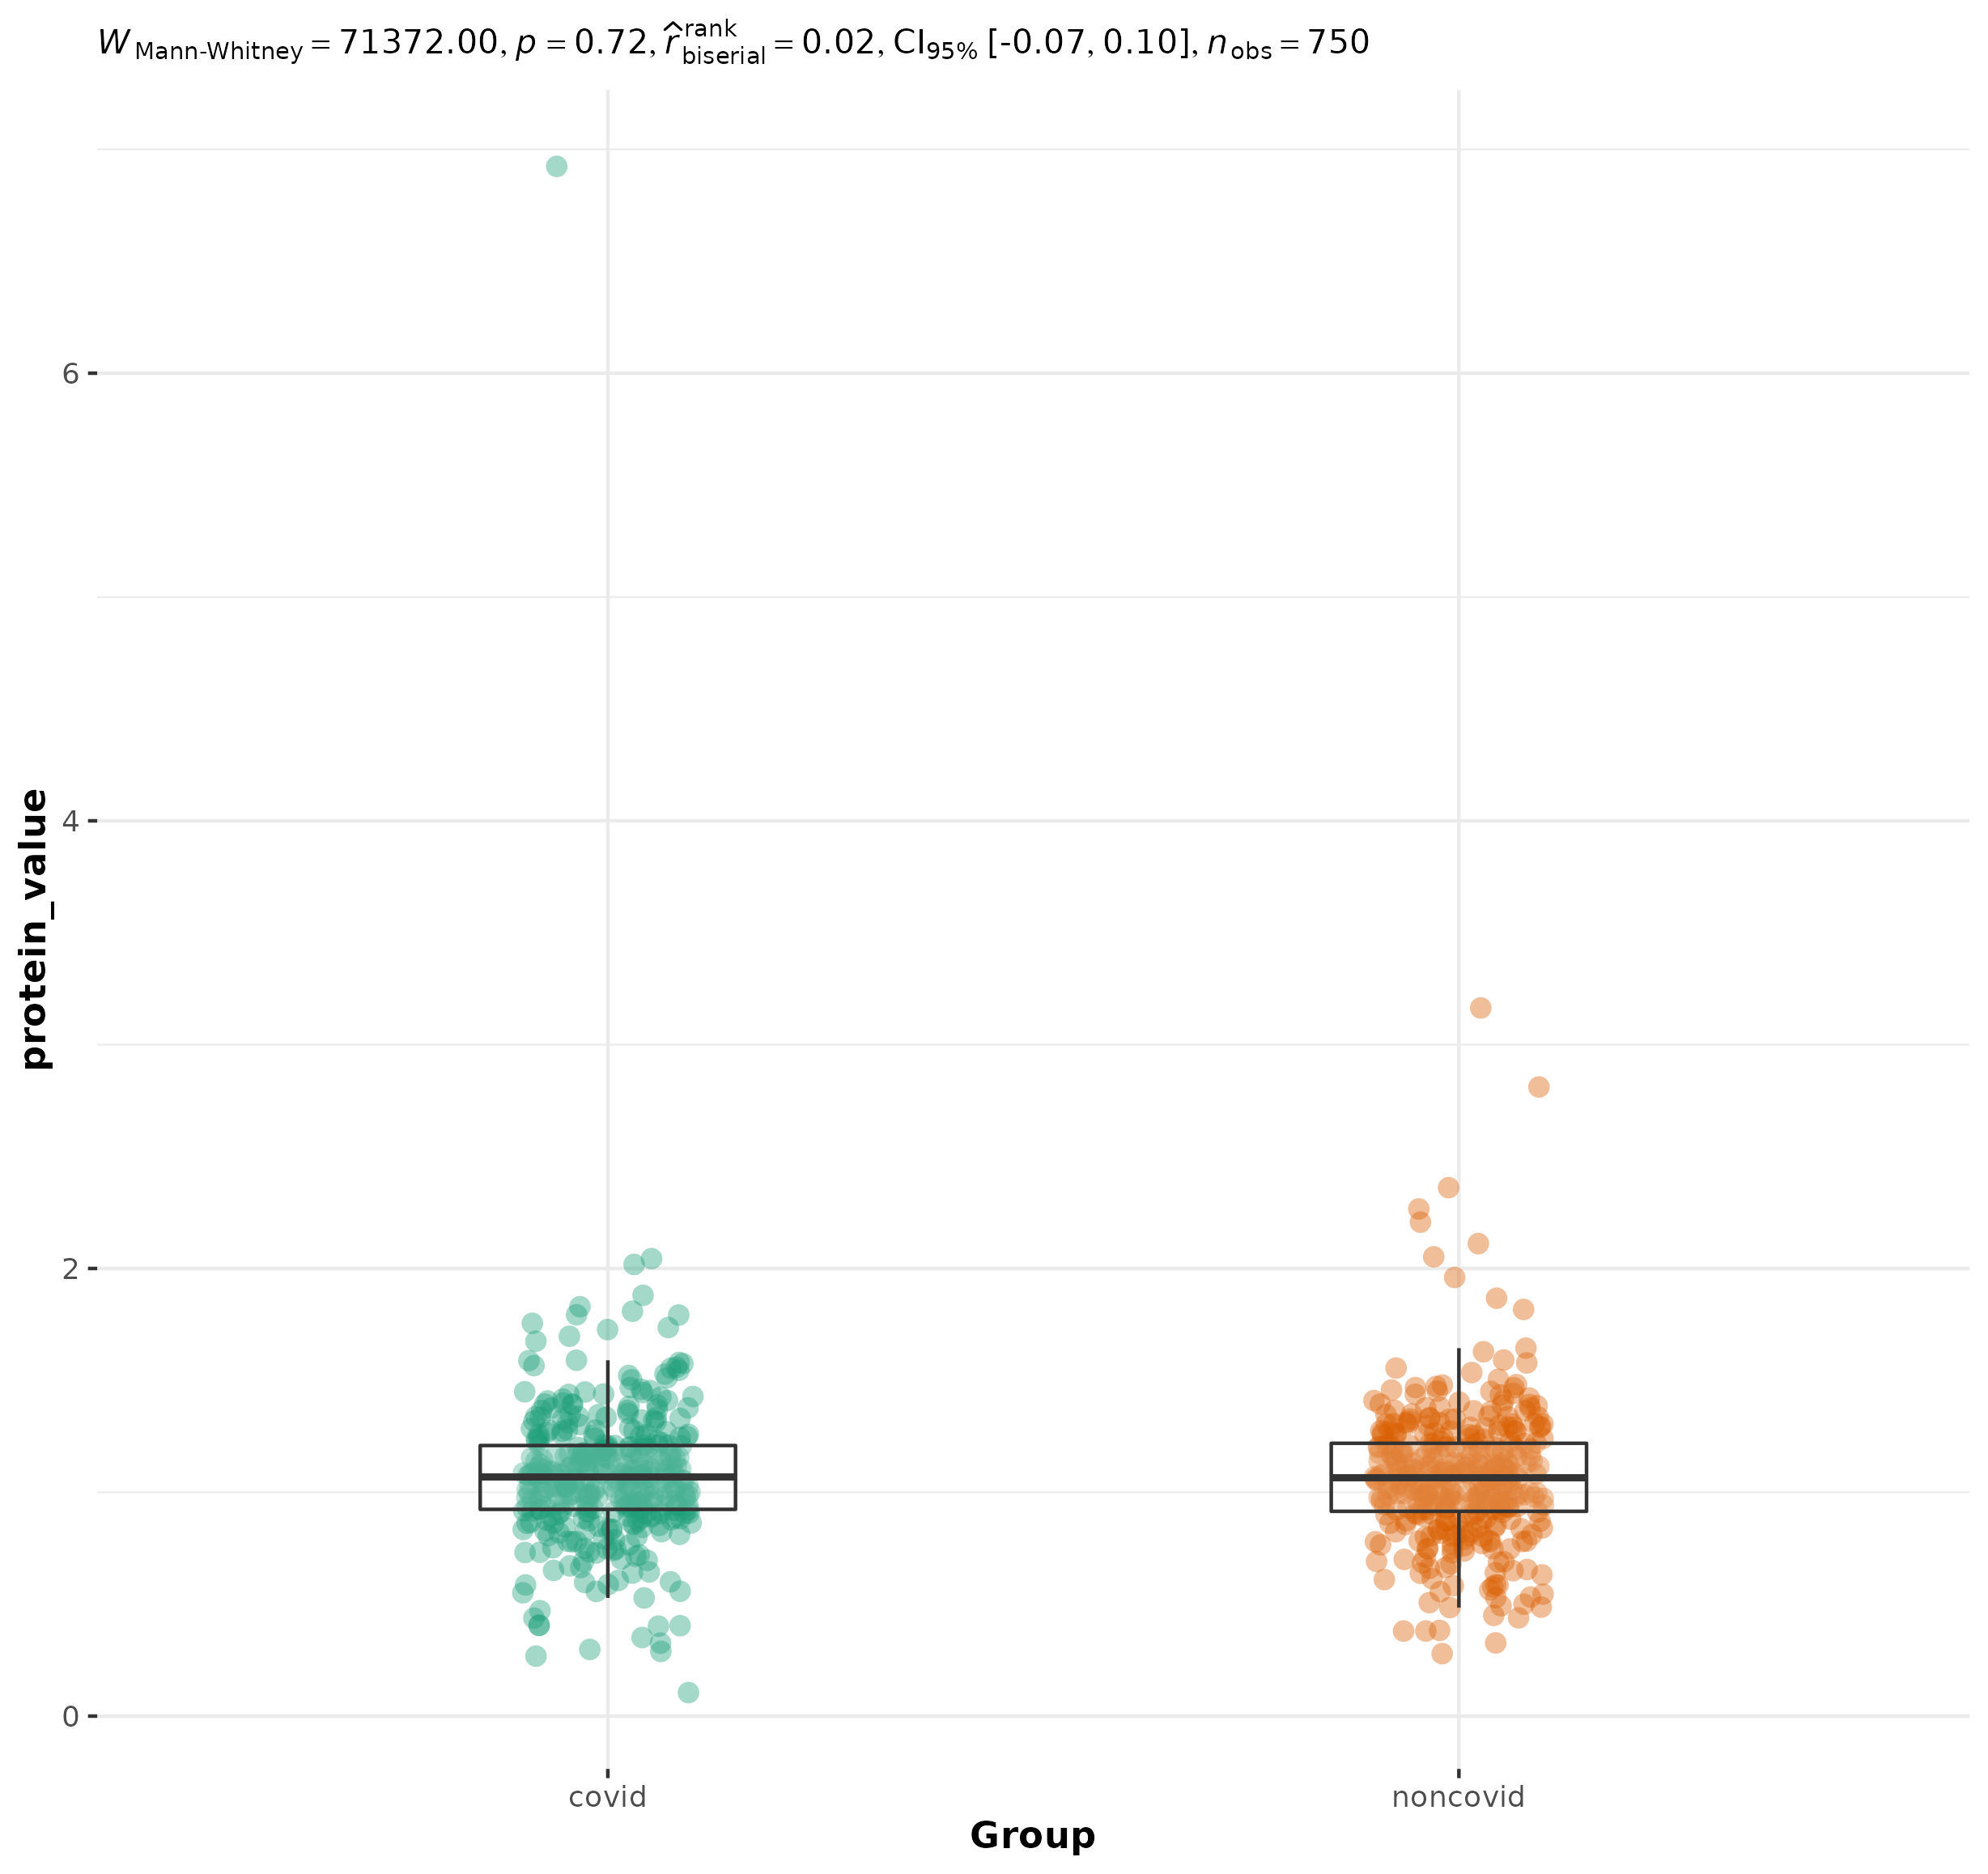 W Mann-Whitney = 71372.00, p = 0.72, r̂ rank biserial = 0.02, CI95% [-0.07, 0.10], n obs = 750
6
4
2
0
protein_value
covid
noncovid
Group